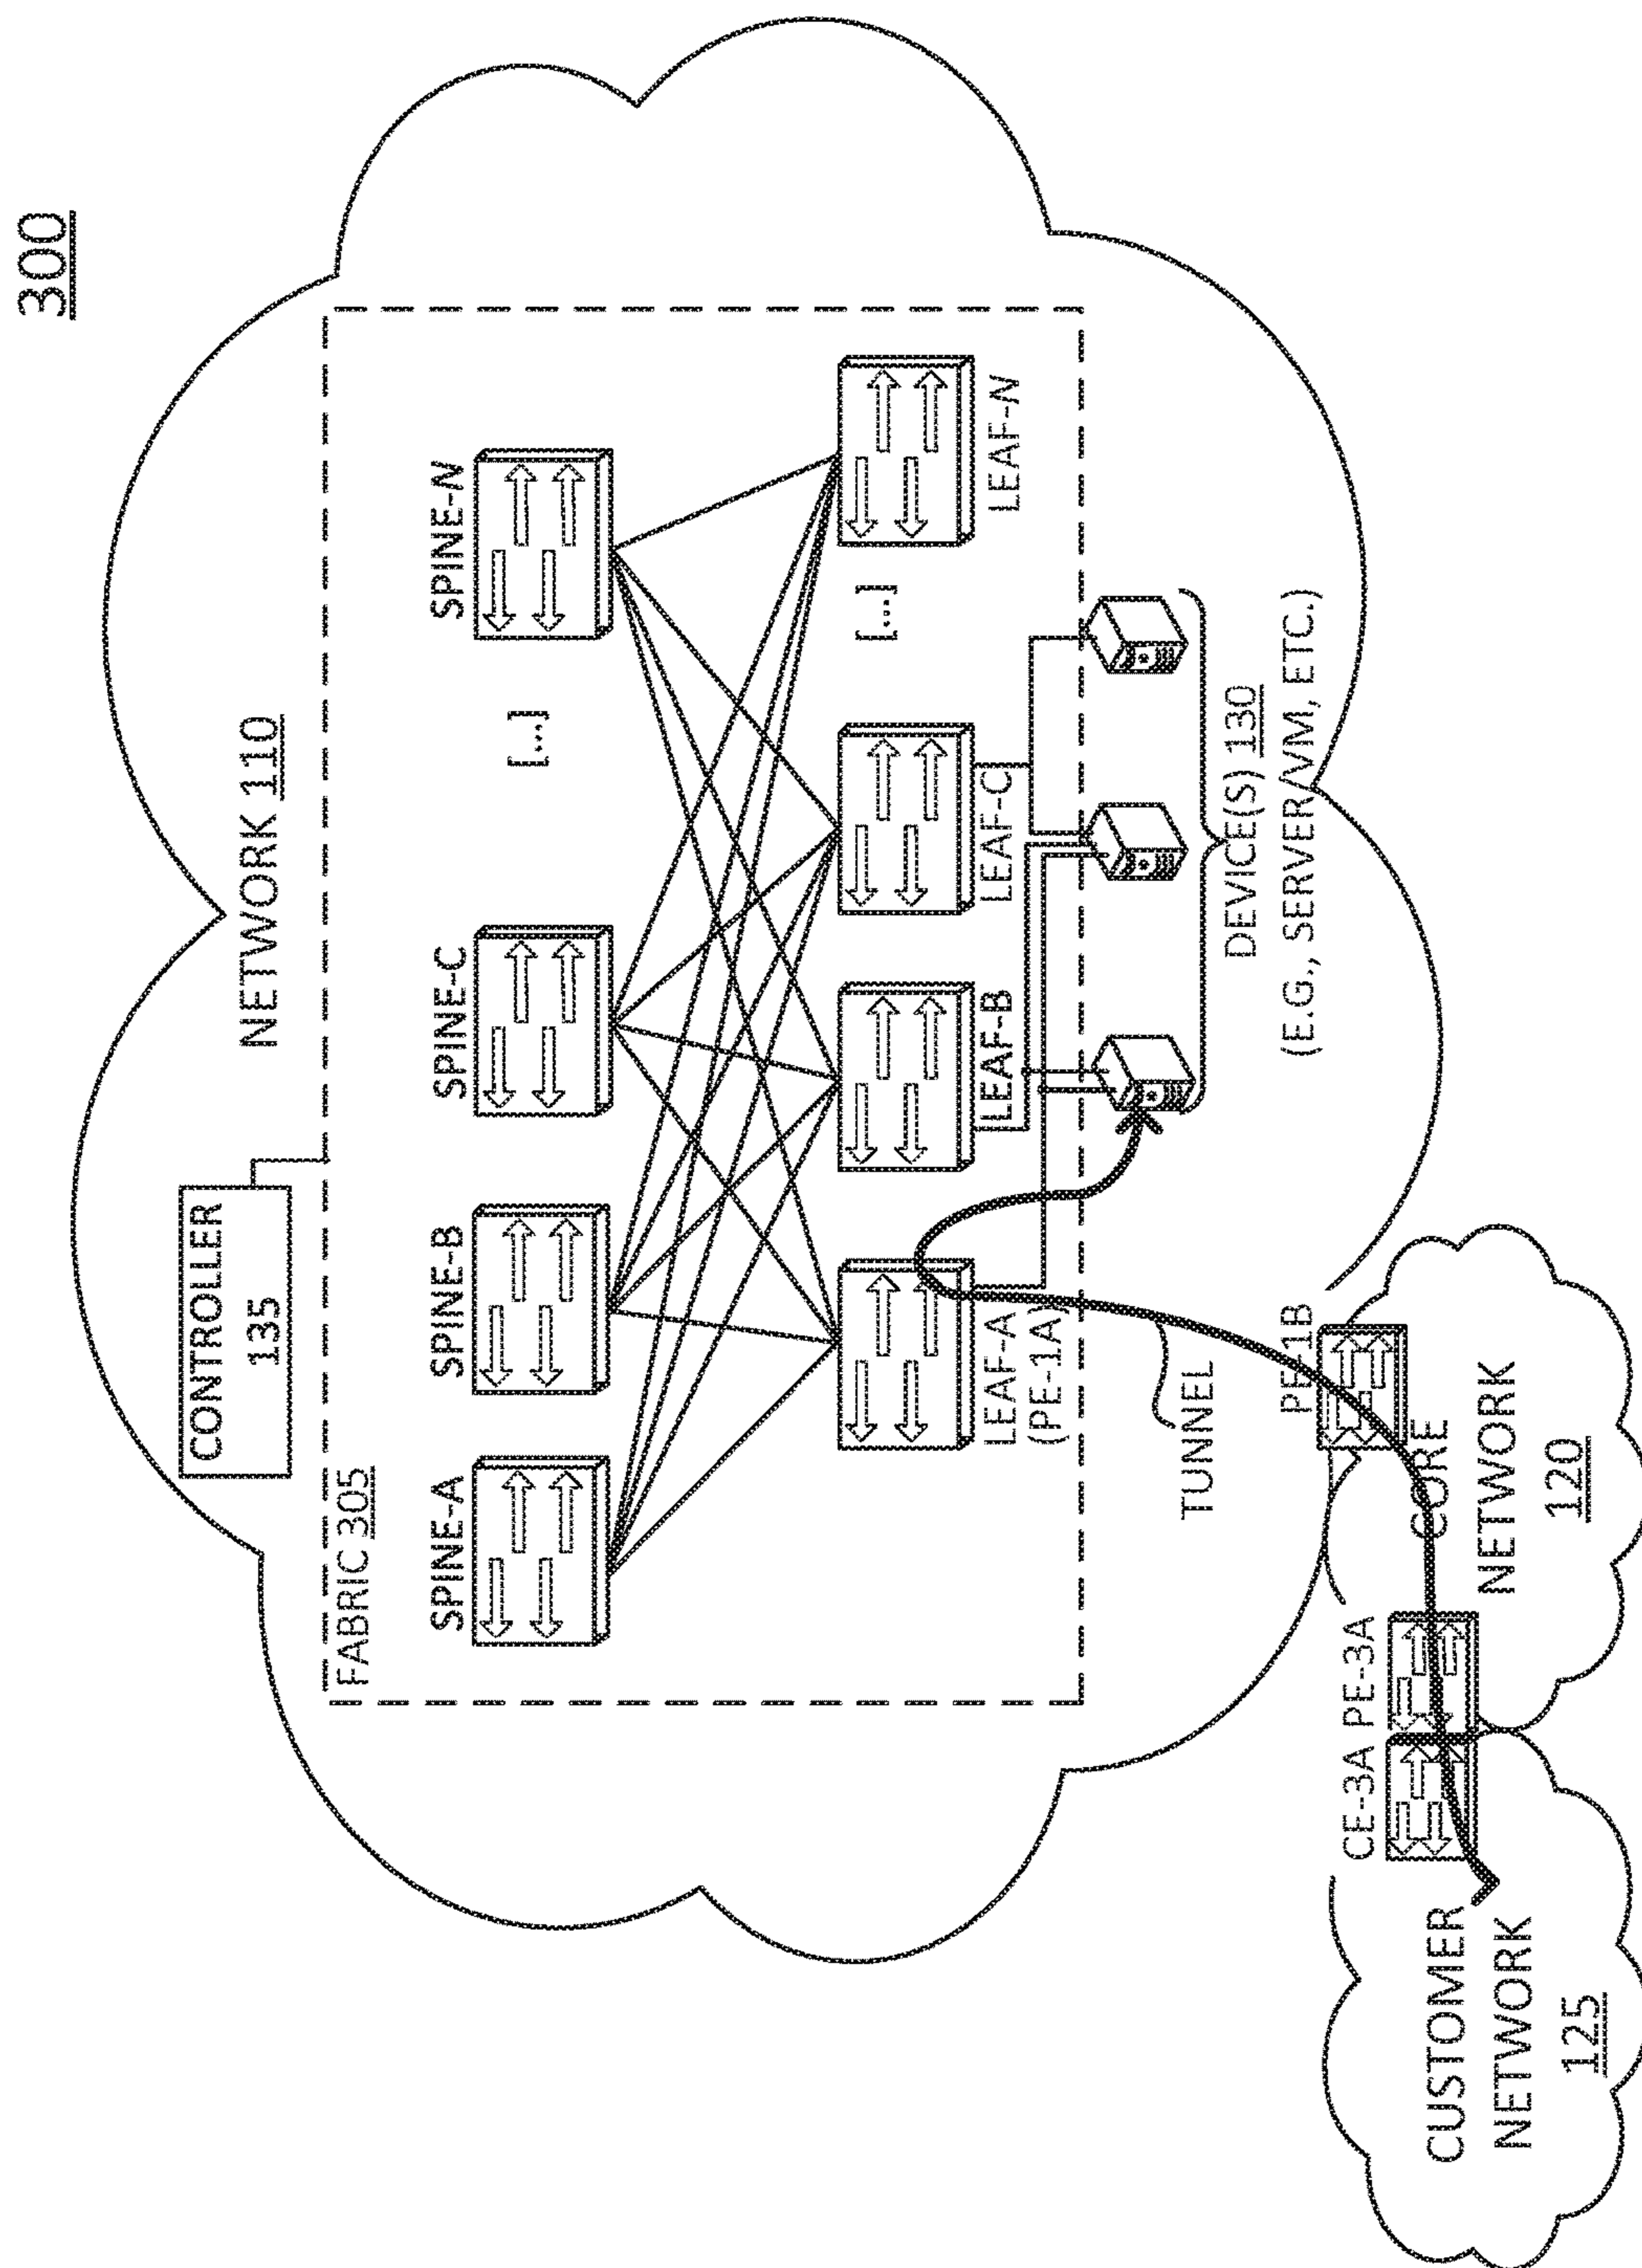 300
NETWORK 110
CONTROLLER
135
FABRIC 305
SPINE-A
SPINE-B
SPINE-C
[...]
SPINE-N
LEAF-A
(PE-1A)
LEAF-B
LEAF-C
[...]
LEAF-N
DEVICE(S) 130
(E.G., SERVER/VM, ETC.)
TUNNEL
PE-1B
CE-3A PE-3A
CORE
NETWORK
120
CUSTOMER
NETWORK
125